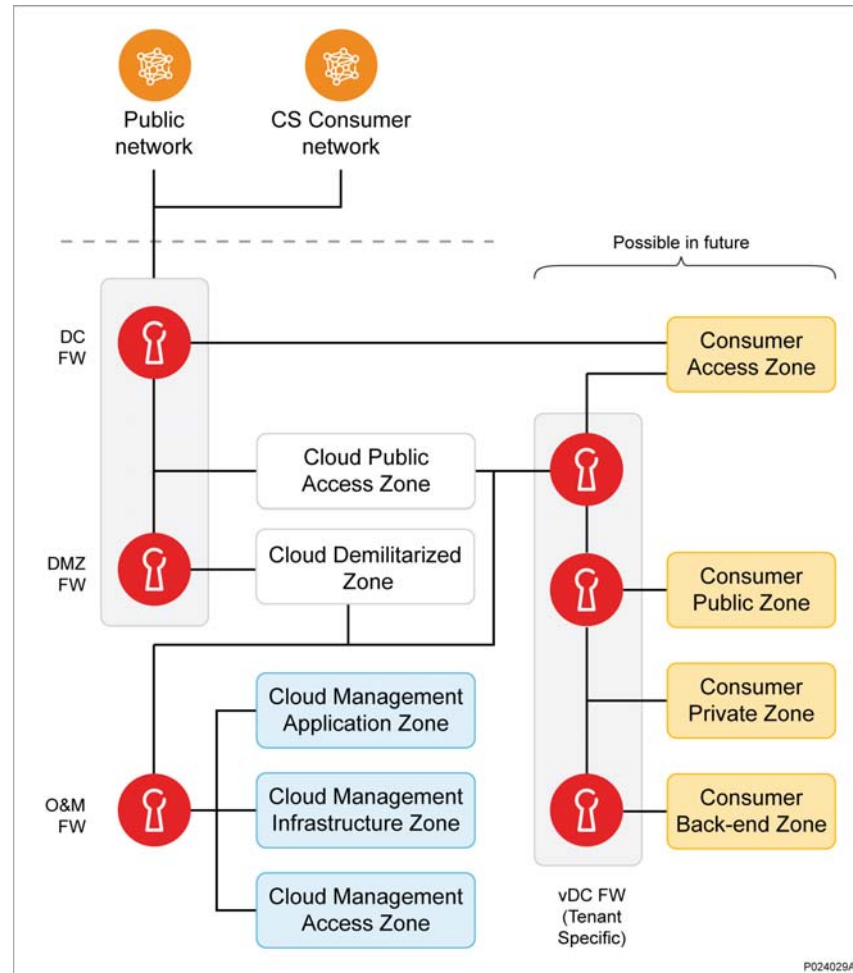 Public
network
CS Consumer
network
Possible in future
DC
FW
Consumer
Access Zone
Cloud Public
Access Zone
DMZ
FW
Cloud Demilitarized
Zone
Consumer
Public Zone
Cloud Management
Application Zone
Consumer
Private Zone
O&M
FW
Cloud Management
Infrastructure Zone
Consumer
Back-end Zone
Cloud Management
Access Zone
vDC FW
(Tenant
Specific)
P024029A